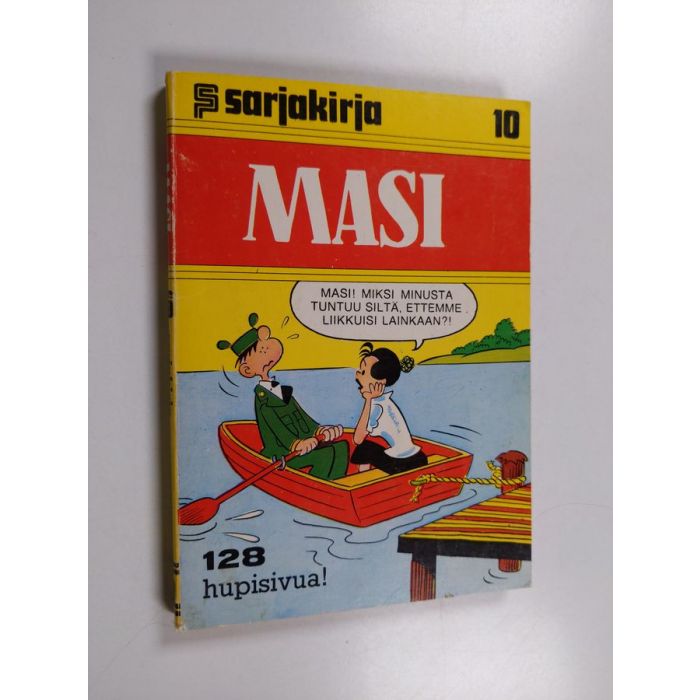 sarjakirja 10
MASI
MASI! MIKSI MINUSTA
TUNTUU SILTÄ, ETTEMME
LIIKKUISI LAINKAAN?!
128
hupisivua!